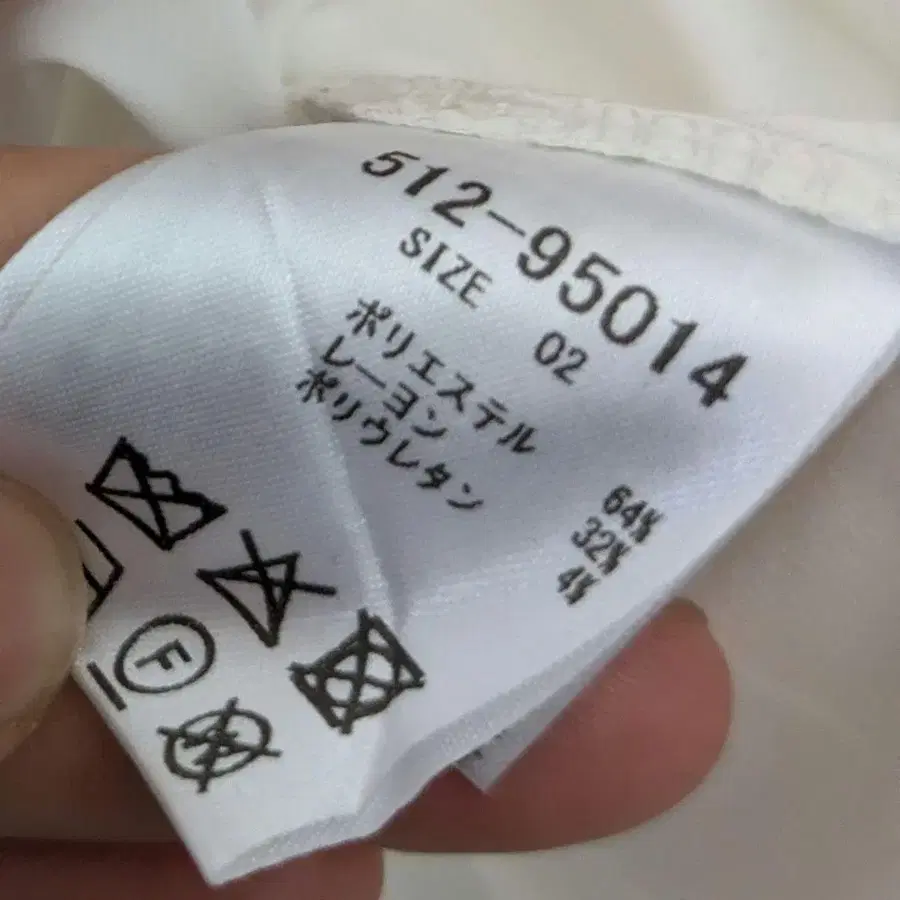 512-95014
SIZE 02
ポリエステル 64%
レーヨン 32%
ポリウレタン 4%
F
W